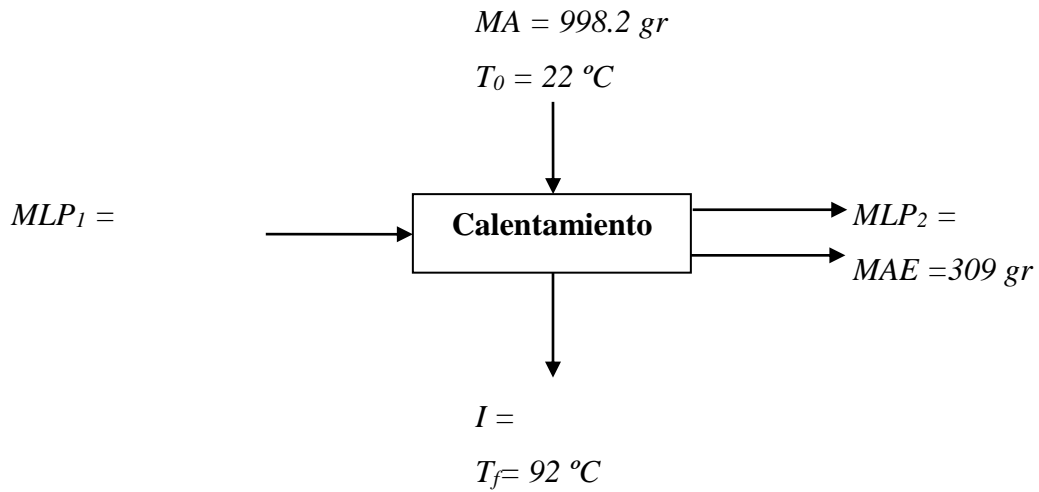 MA = 998.2 gr
T0 = 22 ºC
MLP1 =
Calentamiento
MLP2 =
MAE =309 gr
I =
Tf= 92 ºC